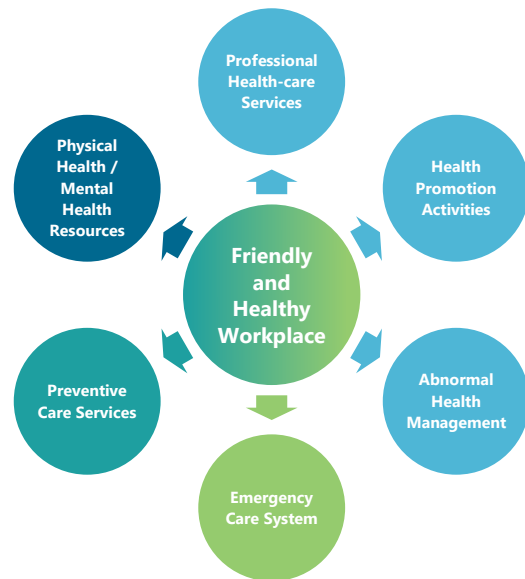 Professional
Health-care
Services
Physical
Health /
Mental
Health
Resources
Health
Promotion
Activities
Friendly
and
Healthy
Workplace
Preventive
Care Services
Abnormal
Health
Management
Emergency
Care System